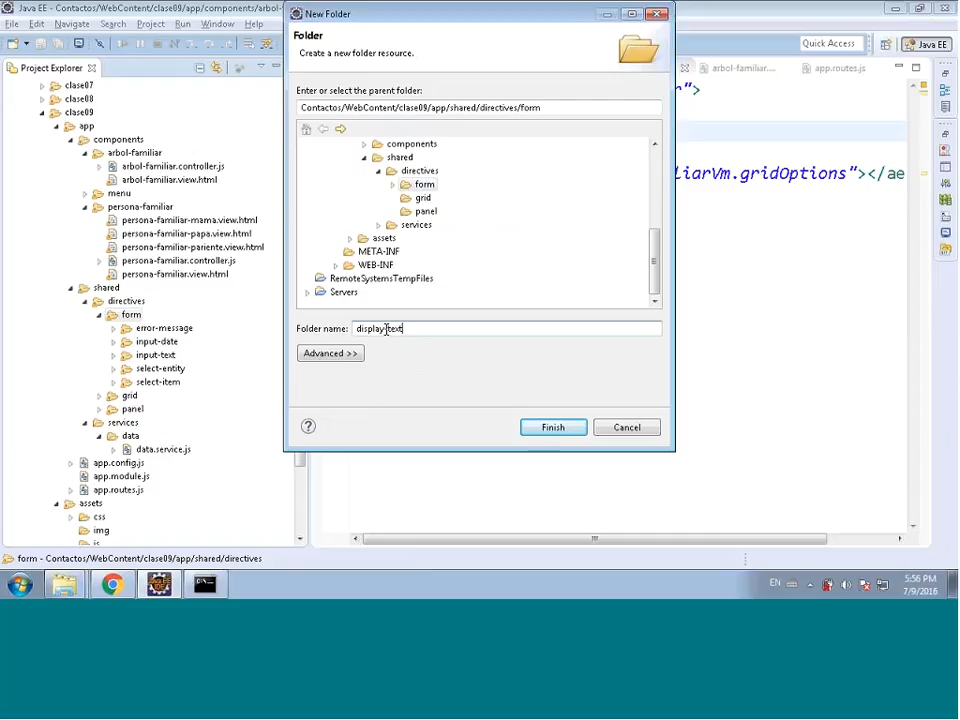 Java EE - Contactos/WebContent/clase09/app/components/arbol-
New Folder
File Edit Navigate Search Project Run Window Help
Folder
Create a new folder resource.
Quick Access
Java EE
Project Explorer
arbol-familiar....
app.routes.js
Enter or select the parent folder:
Contactos/WebContent/clase09/app/shared/directives/form
clase07
clase08
clase09
app
components
arbol-familiar
arbol-familiar.controller.js
arbol-familiar.view.html
menu
persona-familiar
persona-familiar-mama.view.html
persona-familiar-papa.view.html
persona-familiar-pariente.view.html
persona-familiar.controller.js
persona-familiar.view.html
shared
directives
form
error-message
input-date
input-text
select-entity
select-item
grid
panel
services
data
data.service.js
app.config.js
app.module.js
app.routes.js
assets
css
img
js
components
shared
directives
form
grid
panel
services
assets
META-INF
WEB-INF
RemoteSystemsTempFiles
Servers
Folder name: display-text
Advanced >>
Finish
Cancel
">
liarVm.gridOptions"></ae
form - Contactos/WebContent/clase09/app/shared/directives
EN
5:56 PM
7/9/2016